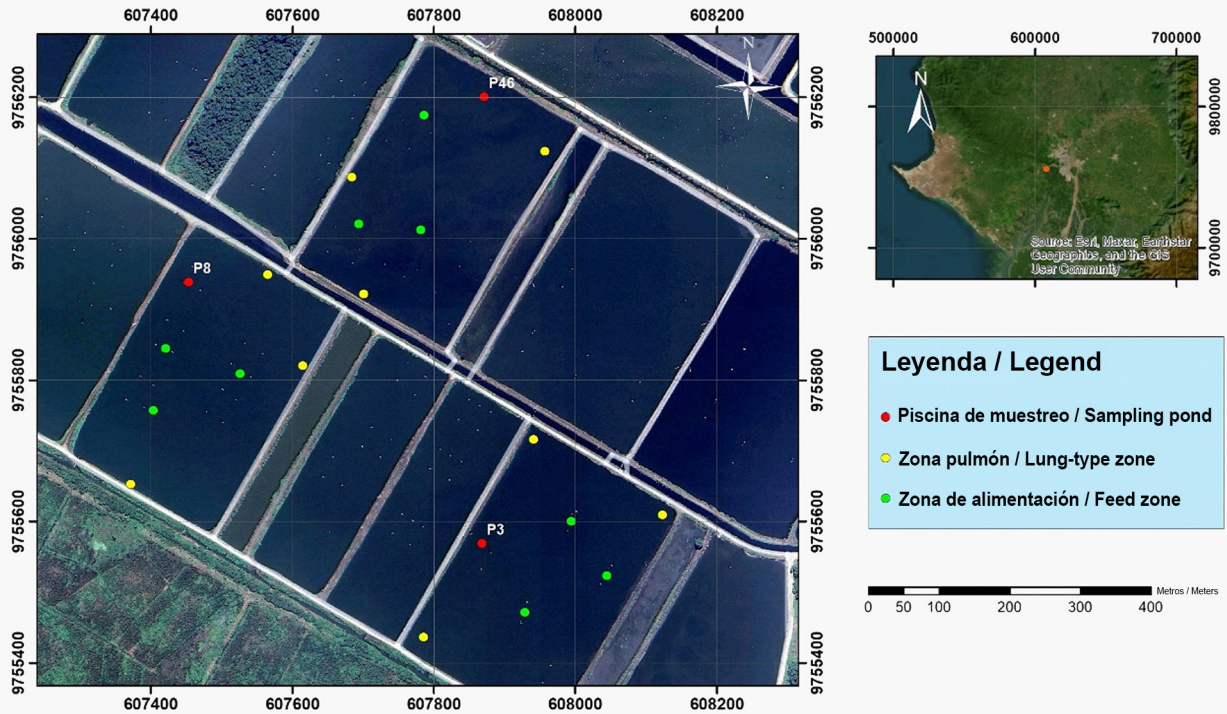 607400 607600 607800 608000 608200
9756200
9756000
9755800
9755600
9755400
N
P46
P8
P3
9756200
9756000
9755800
9755600
9755400
607400 607600 607800 608000 608200
500000 600000 700000
N
9800000
9700000
Source: Esri, Maxar, Earthstar
Geographics, and the GIS
User Community
Leyenda / Legend
Piscina de muestreo / Sampling pond
Zona pulmón / Lung-type zone
Zona de alimentación / Feed zone
Metros / Meters
0 50 100 200 300 400